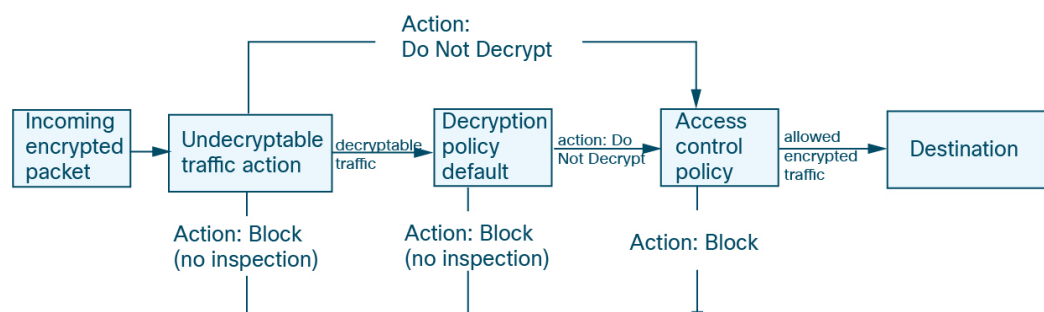 Action:
Do Not Decrypt
Incoming
encrypted
packet
Undecryptable
traffic action
decryptable
traffic
Decryption
policy
default
action: Do
Not Decrypt
Access
control
policy
allowed
encrypted
traffic
Destination
Action: Block
(no inspection)
Action: Block
(no inspection)
Action: Block